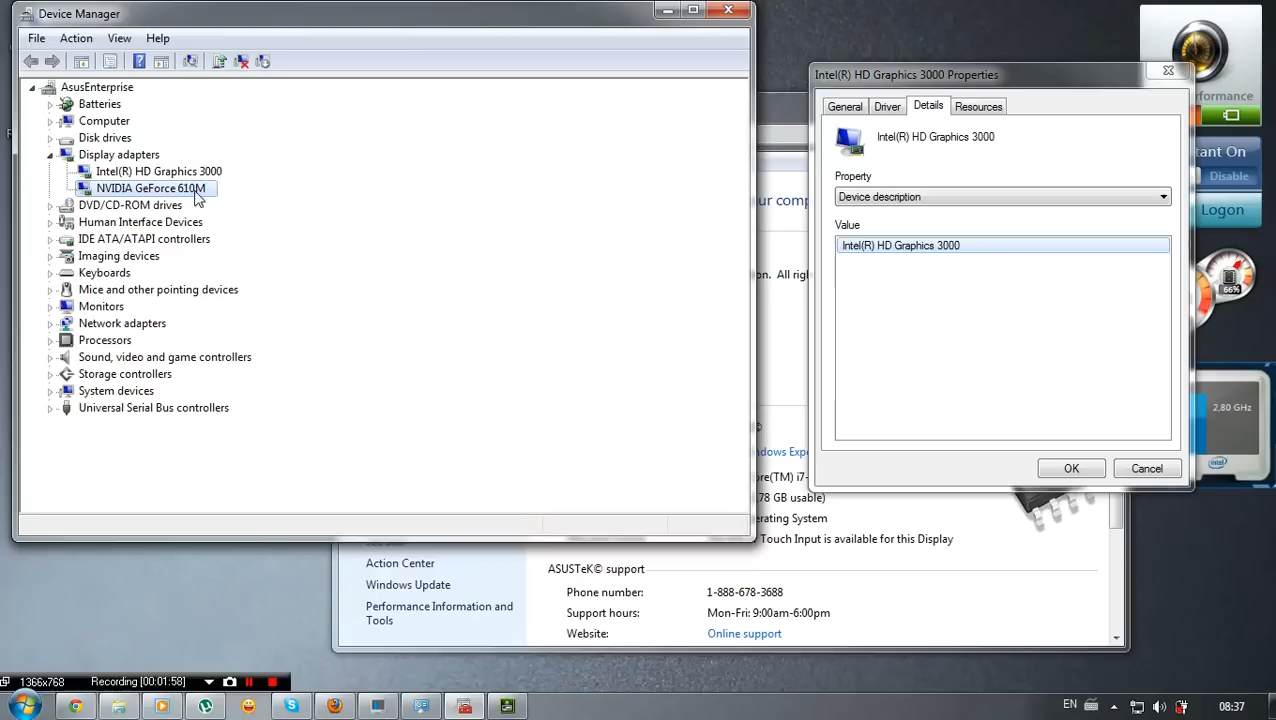 Device Manager
File Action View Help
AsusEnterprise
Batteries
Computer
Disk drives
Display adapters
Intel(R) HD Graphics 3000
NVIDIA GeForce 610M
DVD/CD-ROM drives
Human Interface Devices
IDE ATA/ATAPI controllers
Imaging devices
Keyboards
Mice and other pointing devices
Monitors
Network adapters
Processors
Sound, video and game controllers
Storage controllers
System devices
Universal Serial Bus controllers
Intel(R) HD Graphics 3000 Properties
General Driver Details Resources
Intel(R) HD Graphics 3000
Property
Device description
Value
Intel(R) HD Graphics 3000
OK Cancel
your comp
on. All righ
ndows Expe
ore(TM) i7-
78 GB usable)
erating System
Touch Input is available for this Display
Action Center
Windows Update
Performance Information and
Tools
ASUSTeK© support
Phone number: 1-888-678-3688
Support hours: Mon-Fri: 9:00am-6:00pm
Website: Online support
rformance
tant On
Disable
Logon
66%
2,80 GHz
intel
1366x768 Recording [00:01:58]
EN 08:37